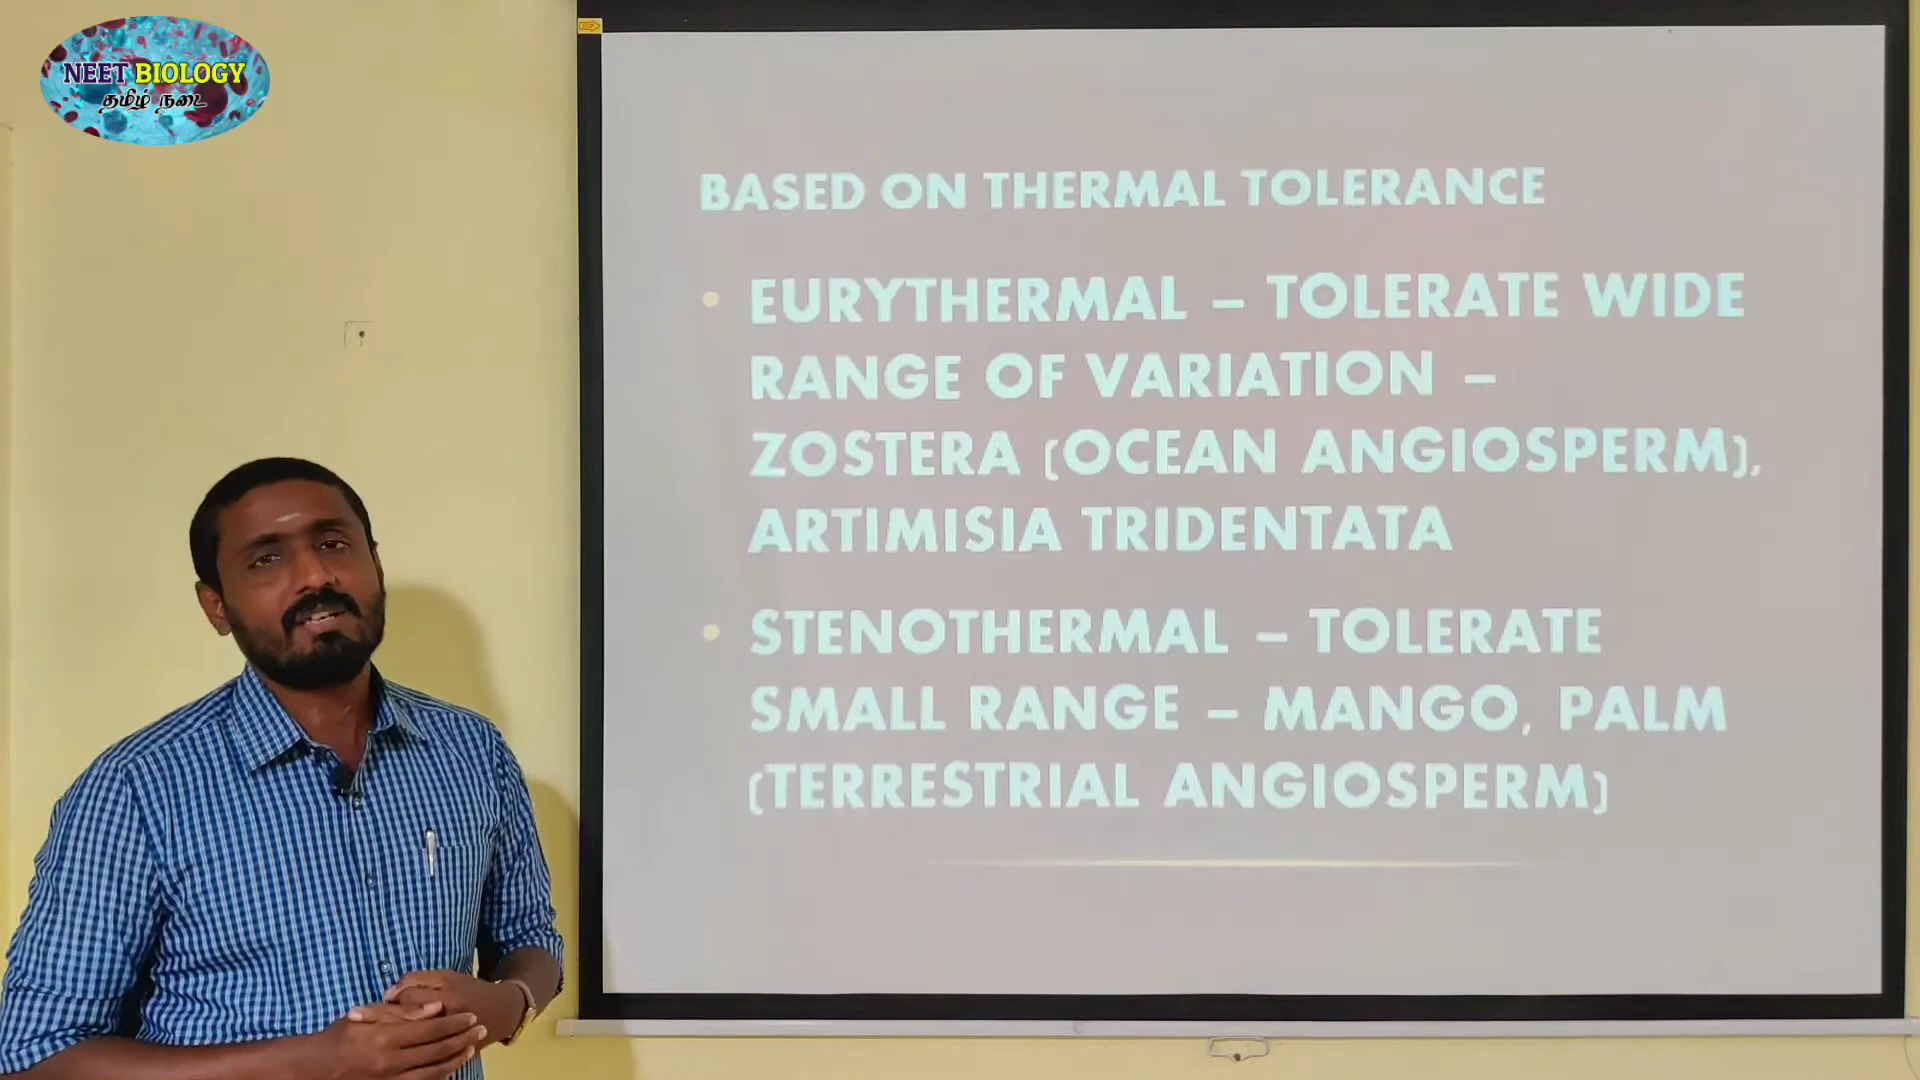 NEET BIOLOGY
தமிழ் நடை
BASED ON THERMAL TOLERANCE
• EURYTHERMAL – TOLERATE WIDE
RANGE OF VARIATION –
ZOSTERA (OCEAN ANGIOSPERM),
ARTIMISIA TRIDENTATA
• STENOTHERMAL – TOLERATE
SMALL RANGE – MANGO, PALM
(TERRESTRIAL ANGIOSPERM)